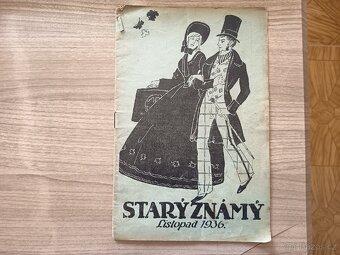 STARÝ ZNÁMÝ
Listopad 1936.